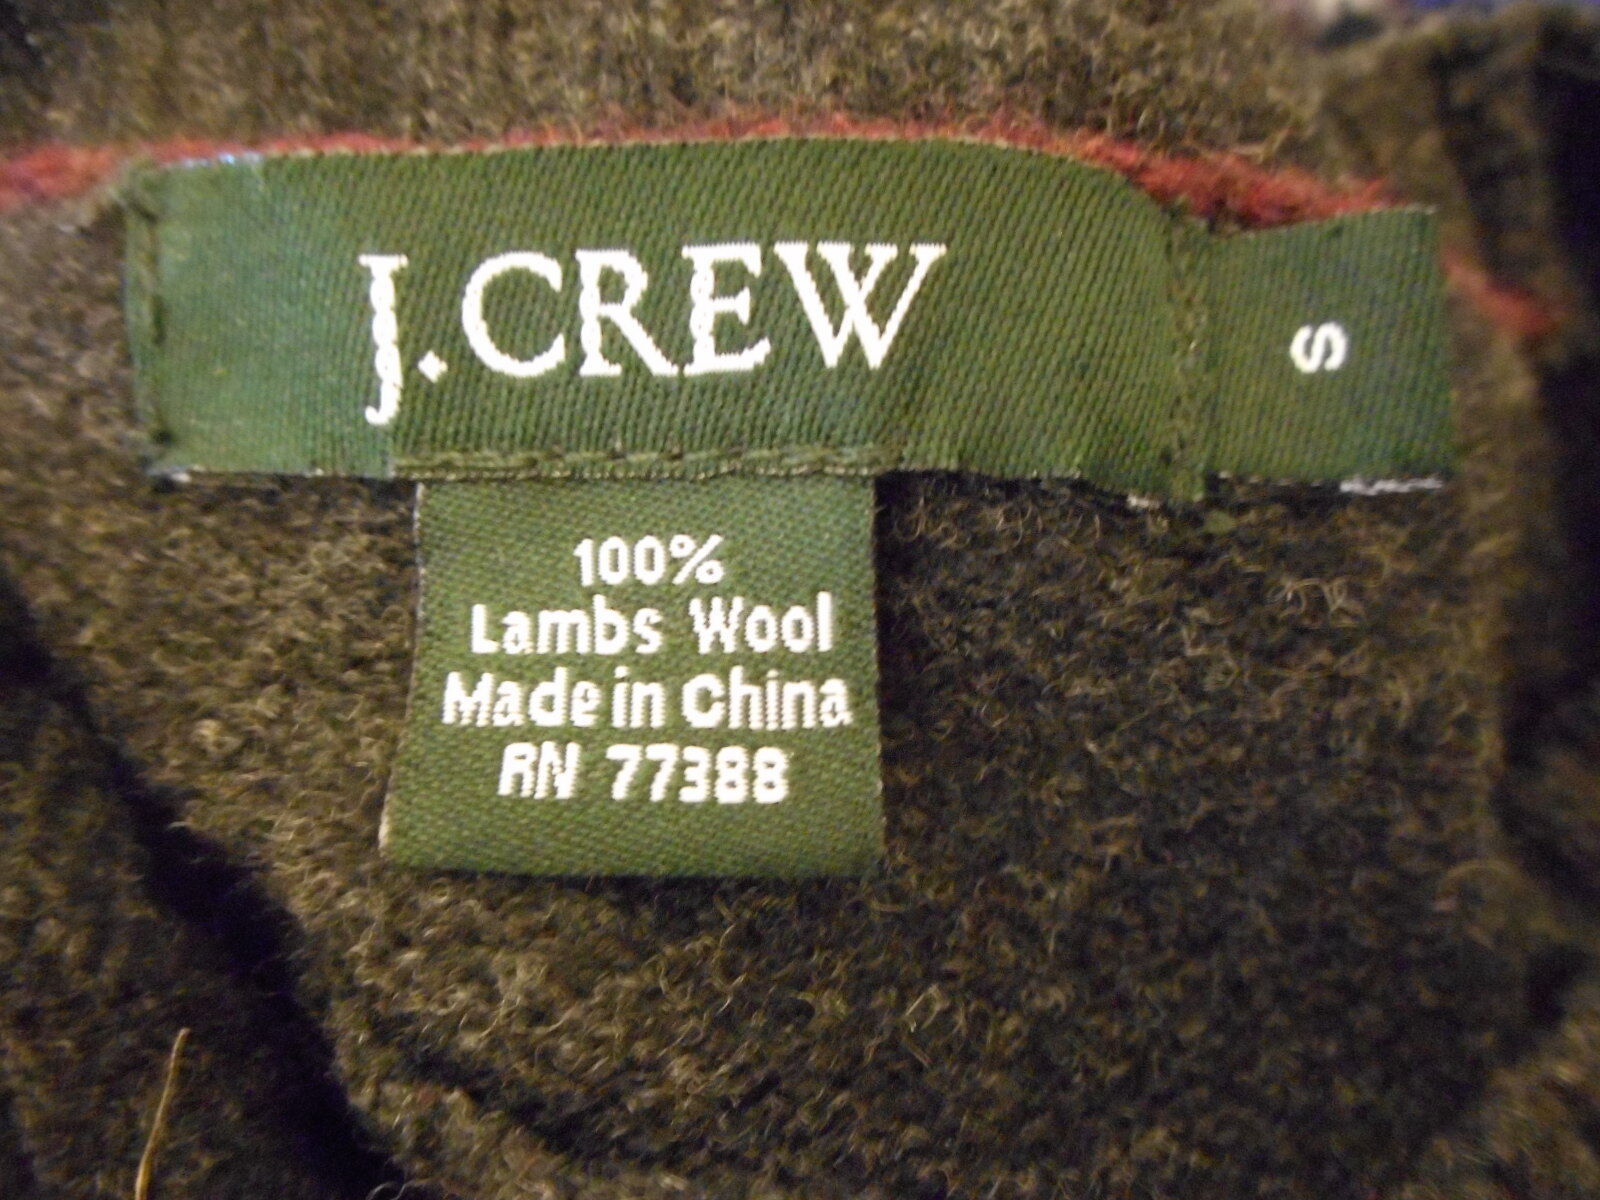 J.CREW
S
100%
Lambs Wool
Made in China
RN 77388